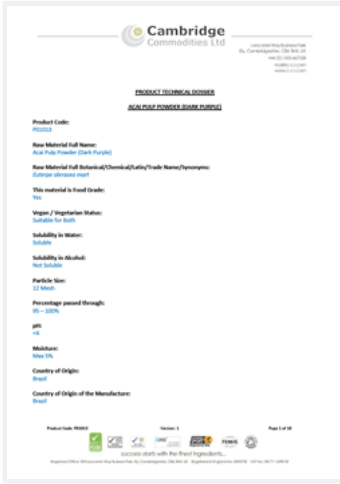 Cambridge
Commodities Ltd
PRODUCT TECHNICAL DOSSIER
ACAI PULP POWDER (DARK PURPLE)
Product Code:
P01013
Raw Material Full Name:
Acai Pulp Powder (Dark Purple)
Raw Material Full Botanical/Chemical/Latin/Trade Name/Synonyms:
Euterpe oleracea mart
This material is Food Grade:
Yes
Vegan / Vegetarian Status:
Suitable for Both
Solubility in Water:
Soluble
Solubility in Alcohol:
Not Soluble
Particle Size:
12 Mesh
Percentage passed through:
95 – 100%
pH:
<4
Moisture:
Max 5%
Country of Origin:
Brazil
Country of Origin of the Manufacture:
Brazil
Product Code: P01013 Version: 1 Page 1 of 10
success starts with the finest ingredients...